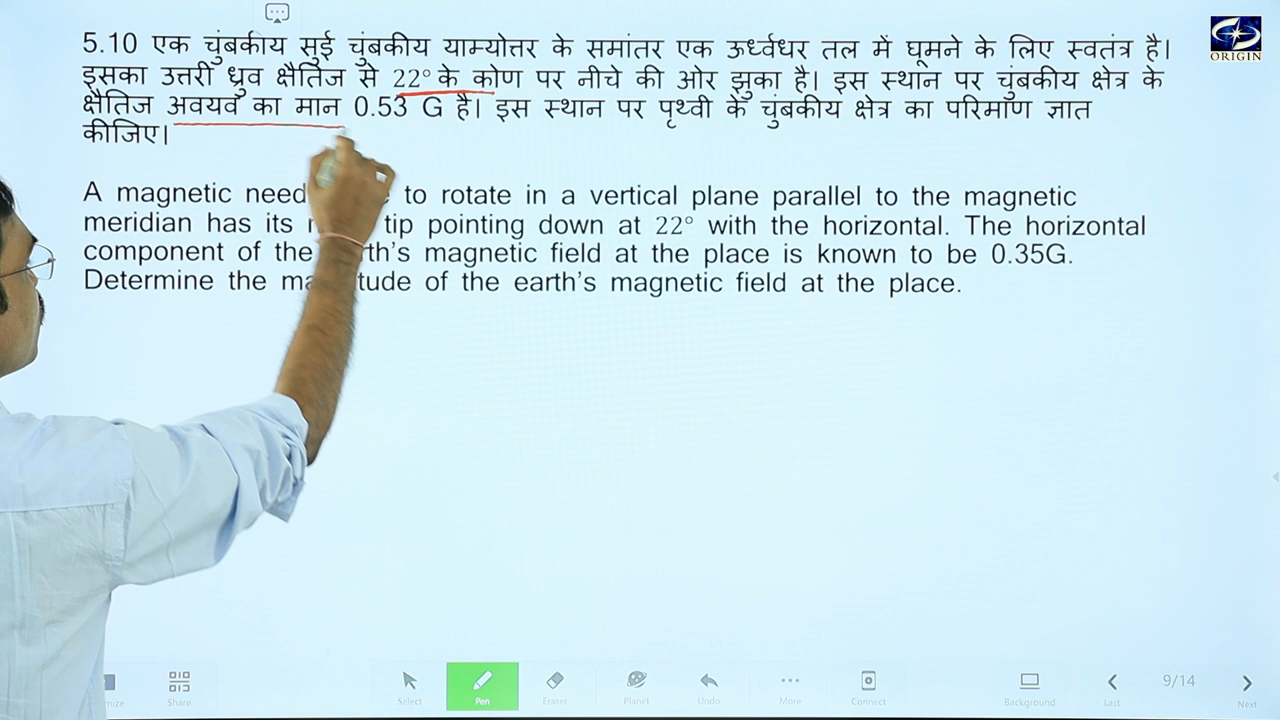 5.10 एक चुंबकीय सुई चुंबकीय याम्योत्तर के समांतर एक ऊर्ध्वधर तल में घूमने के लिए स्वतंत्र है।
इसका उत्तरी ध्रुव क्षैतिज से 22° के कोण पर नीचे की ओर झुका है। इस स्थान पर चुंबकीय क्षेत्र के
क्षैतिज अवयव का मान 0.53 G है। इस स्थान पर पृथ्वी के चुंबकीय क्षेत्र का परिमाण ज्ञात
कीजिए।
ORIGIN
A magnetic to rotate in a vertical plane parallel to the magnetic
meridian has its tip pointing down at 22° with the horizontal. The horizontal
component of the magnetic field at the place is known to be 0.35G.
Determine the of the earth's magnetic field at the place.
Share Select Pen Eraser Planet Undo More Connect Background Last 9/14 Next